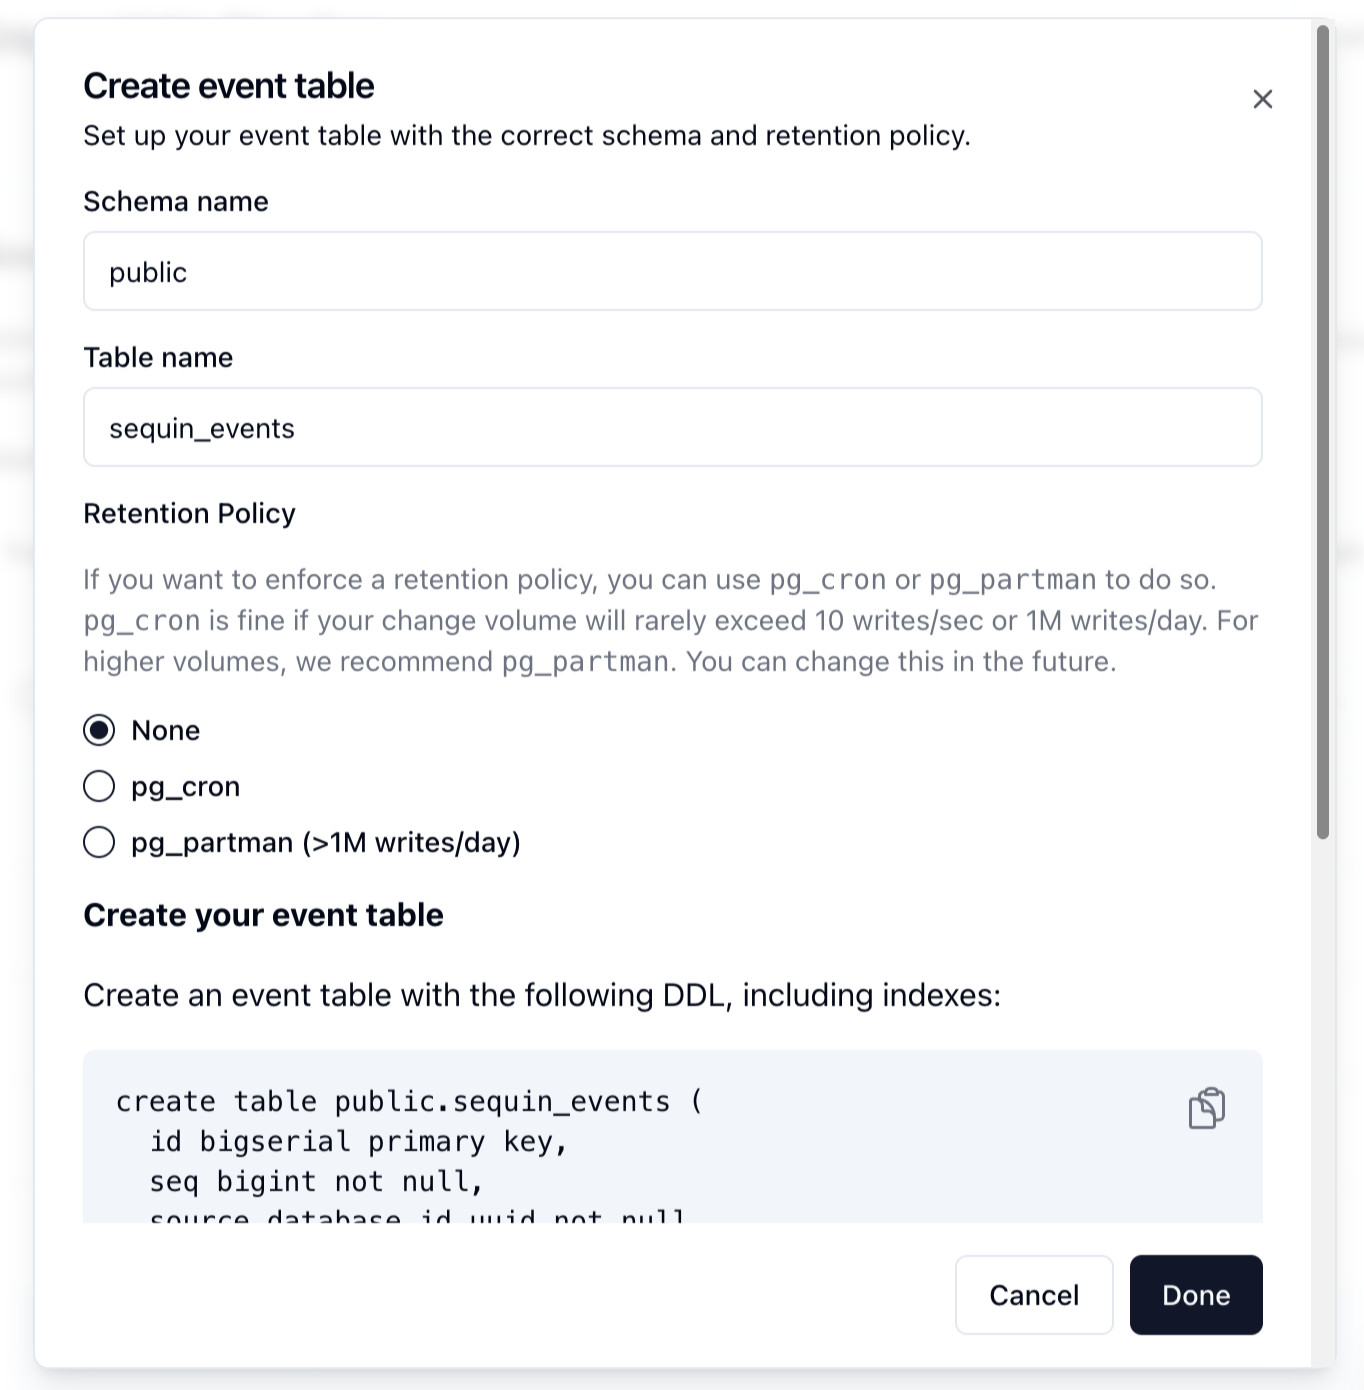 Create event table
Set up your event table with the correct schema and retention policy.
Schema name
public
Table name
sequin_events
Retention Policy
If you want to enforce a retention policy, you can use pg_cron or pg_partman to do so.
pg_cron is fine if your change volume will rarely exceed 10 writes/sec or 1M writes/day. For
higher volumes, we recommend pg_partman. You can change this in the future.
None
pg_cron
pg_partman (>1M writes/day)
Create your event table
Create an event table with the following DDL, including indexes:
create table public.sequin_events (
  id bigserial primary key,
  seq bigint not null,
  source_database_id uuid not null
Cancel
Done